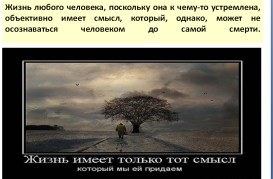 Жизнь любого человека, поскольку она к чему-то устремлена,
объективно имеет смысл, который, однако, может не
осознаваться человеком до самой смерти.
Жизнь имеет только тот смысл
который мы ей придаем